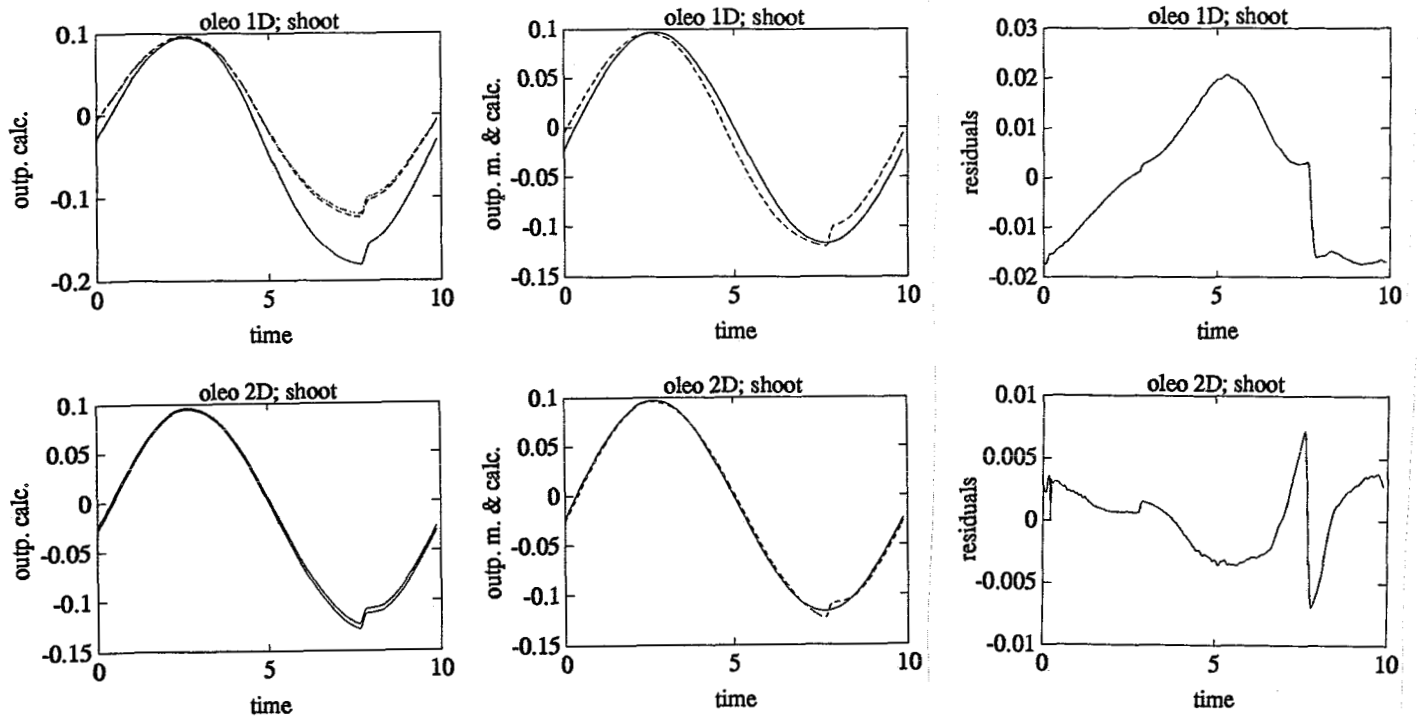 oleo 1D; shoot
outp. calc.
0.1
0
-0.1
-0.2
0
5
10
time
oleo 1D; shoot
outp. m. & calc.
0.1
0.05
0
-0.05
-0.1
-0.15
0
5
10
time
oleo 1D; shoot
residuals
0.03
0.02
0.01
0
-0.01
-0.02
0
5
10
time
oleo 2D; shoot
outp. calc.
0.1
0.05
0
-0.05
-0.1
-0.15
0
5
10
time
oleo 2D; shoot
outp. m. & calc.
0.1
0.05
0
-0.05
-0.1
-0.15
0
5
10
time
oleo 2D; shoot
residuals
0.01
0.005
0
-0.005
-0.01
0
5
10
time